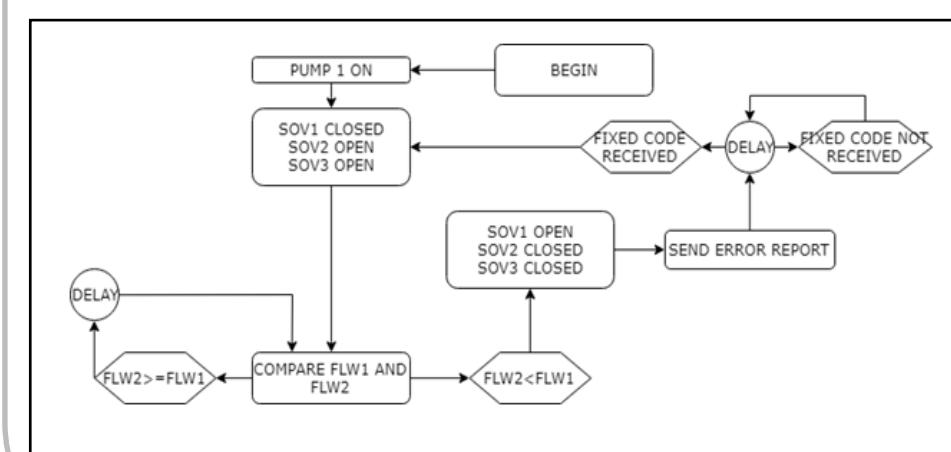 PUMP 1 ON
BEGIN
SOV1 CLOSED
SOV2 OPEN
SOV3 OPEN
FIXED CODE
RECEIVED
DELAY
FIXED CODE NOT
RECEIVED
SOV1 OPEN
SOV2 CLOSED
SOV3 CLOSED
SEND ERROR REPORT
DELAY
FLW2>=FLW1
COMPARE FLW1 AND
FLW2
FLW2<FLW1